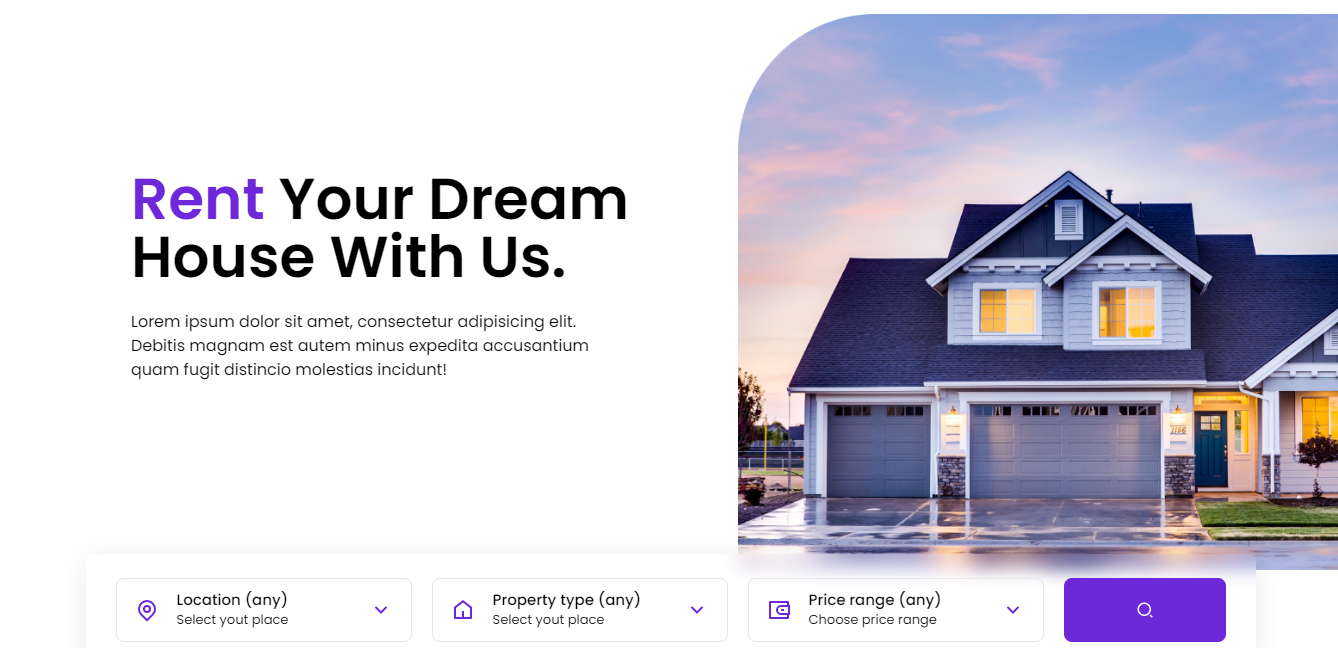 Rent Your Dream
House With Us.
Lorem ipsum dolor sit amet, consectetur adipisicing elit.
Debitis magnam est autem minus expedita accusantium
quam fugit distincio molestias incidunt!
1186
Location (any)
Select yout place
Property type (any)
Select yout place
Price range (any)
Choose price range